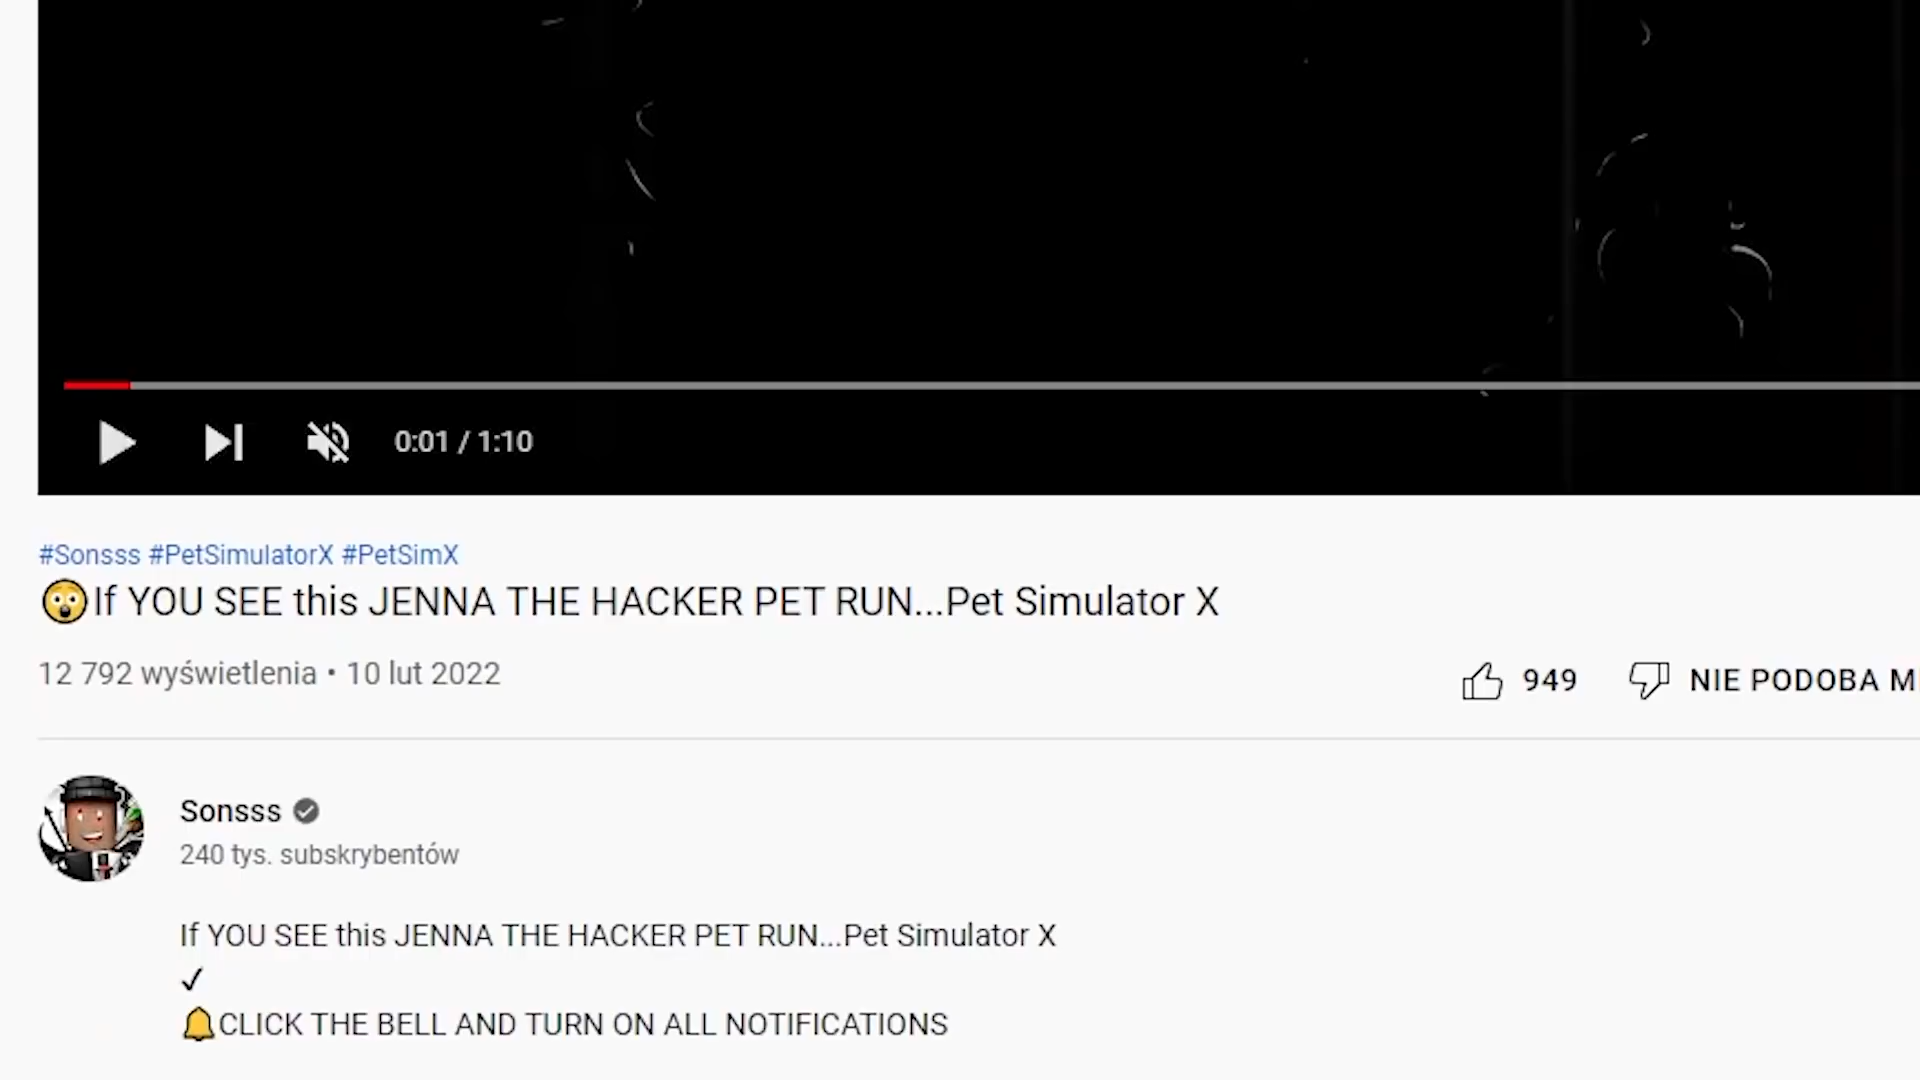 0:01 / 1:10
#Sonsss #PetSimulatorX #PetSimX
😲If YOU SEE this JENNA THE HACKER PET RUN...Pet Simulator X
12 792 wyświetlenia • 10 lut 2022
949 NIE PODOBA M
Sonsss
240 tys. subskrybentów
If YOU SEE this JENNA THE HACKER PET RUN...Pet Simulator X
✓
🔔CLICK THE BELL AND TURN ON ALL NOTIFICATIONS